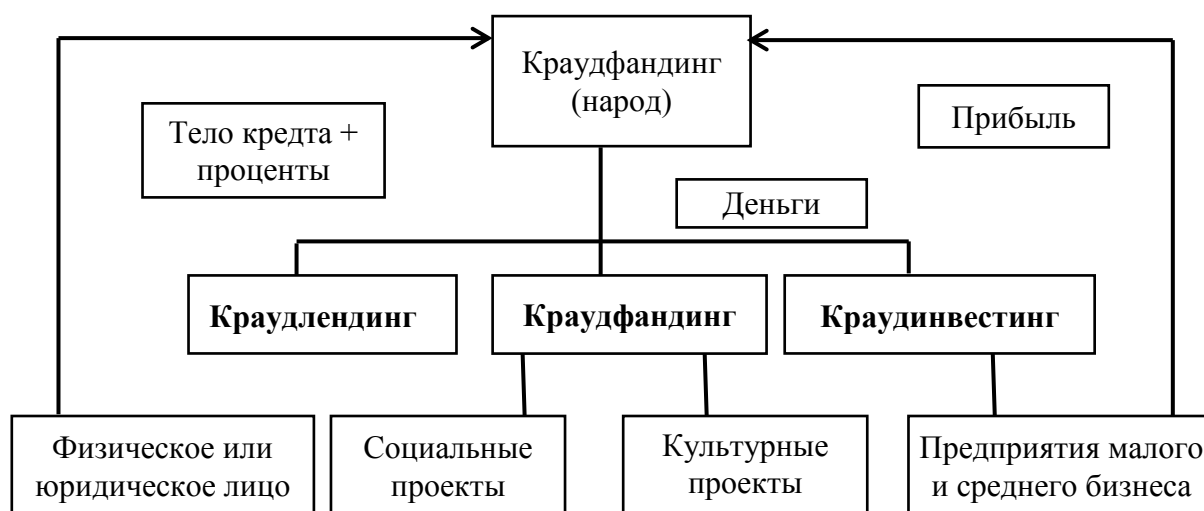 Краудфандинг
(народ)
Тело кредта +
проценты
Прибыль
Деньги
Краудлендинг
Краудфандинг
Краудинвестинг
Физическое или
юридическое лицо
Социальные
проекты
Культурные
проекты
Предприятия малого
и среднего бизнеса